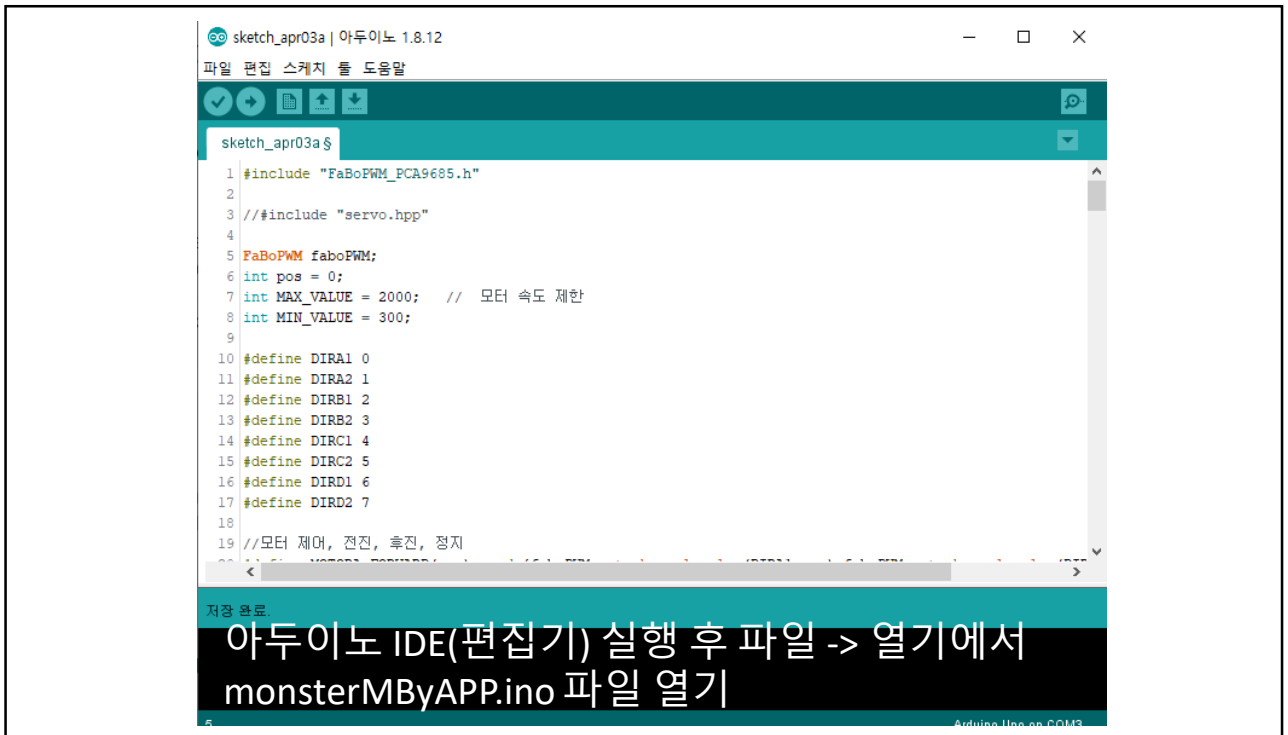 sketch_apr03a | 아두이노 1.8.12
파일 편집 스케치 툴 도움말
sketch_apr03a §
1 #include "FaBoPWM_PCA9685.h"
2
3 //#include "servo.hpp"
4
5 FaBoPWM faboPWM;
6 int pos = 0;
7 int MAX_VALUE = 2000;   //  모터 속도 제한
8 int MIN_VALUE = 300;
9
10 #define DIRA1 0
11 #define DIRA2 1
12 #define DIRB1 2
13 #define DIRB2 3
14 #define DIRC1 4
15 #define DIRC2 5
16 #define DIRD1 6
17 #define DIRD2 7
18
19 //모터 제어, 전진, 후진, 정지
저장 완료.
아두이노 IDE(편집기) 실행 후 파일 -> 열기에서
monsterMByAPP.ino 파일 열기
5
Arduino Uno on COM3